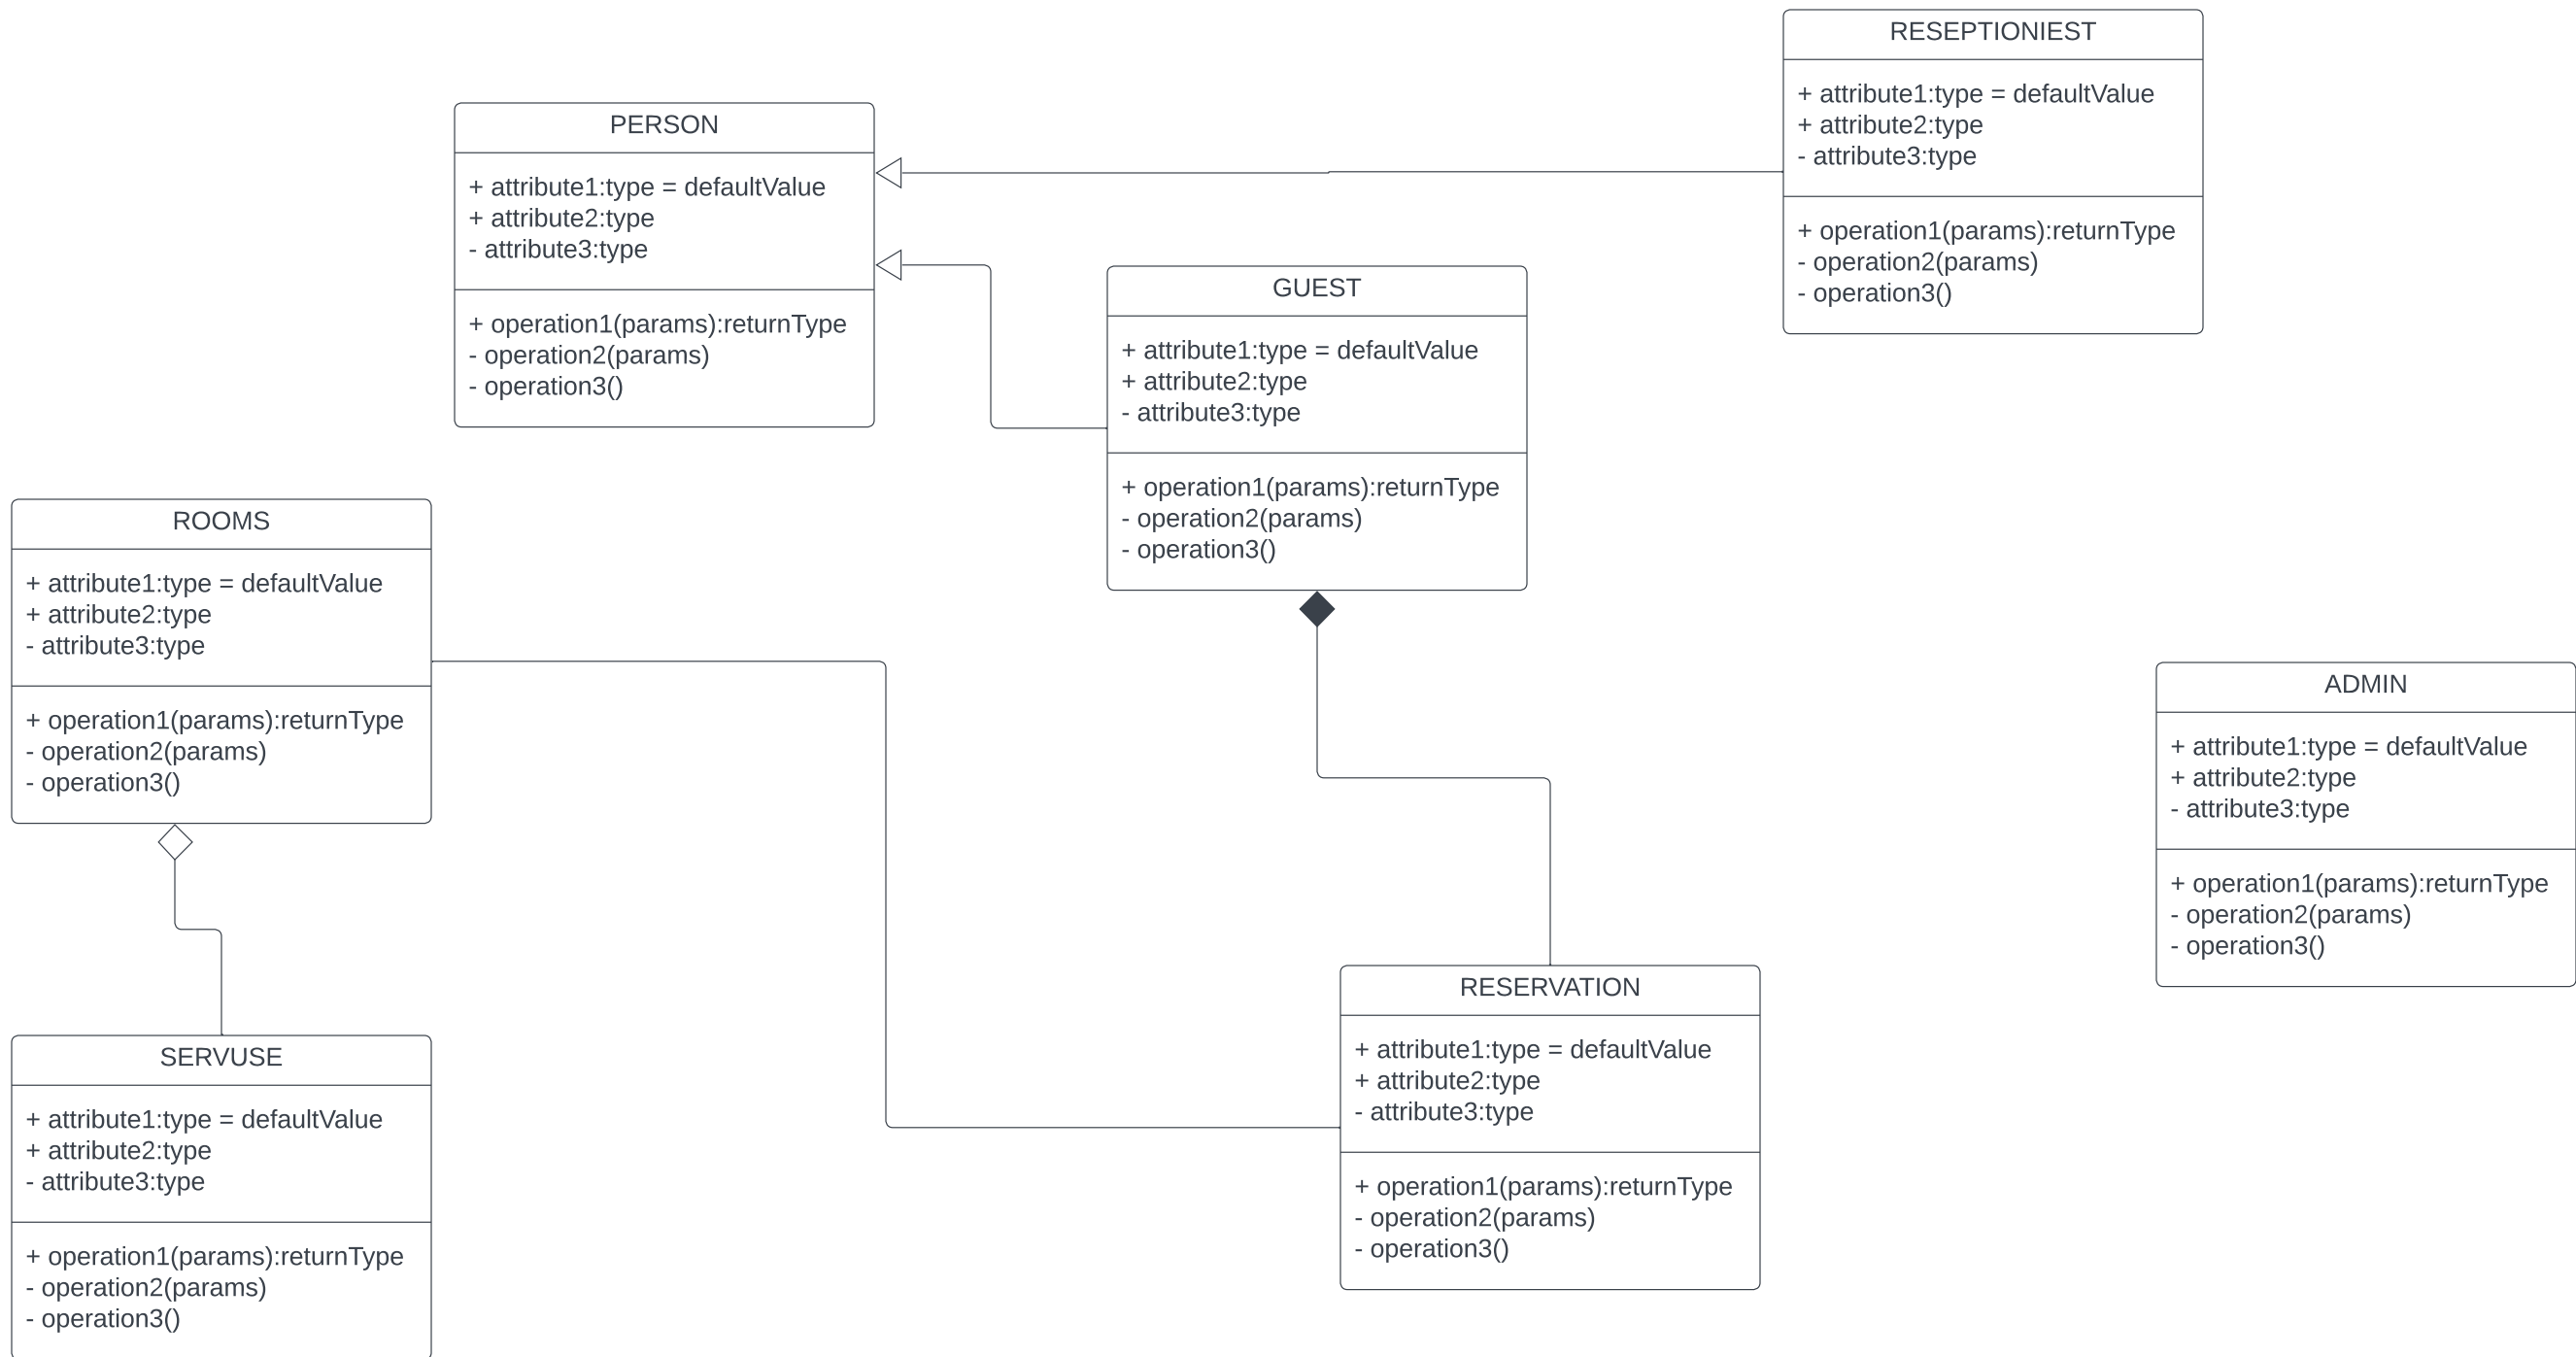 RESEPTIONIEST
+ attribute1:type = defaultValue
+ attribute2:type
- attribute3:type
+ operation1(params):returnType
- operation2(params)
- operation3()
PERSON
+ attribute1:type = defaultValue
+ attribute2:type
- attribute3:type
+ operation1(params):returnType
- operation2(params)
- operation3()
GUEST
+ attribute1:type = defaultValue
+ attribute2:type
- attribute3:type
+ operation1(params):returnType
- operation2(params)
- operation3()
ROOMS
+ attribute1:type = defaultValue
+ attribute2:type
- attribute3:type
+ operation1(params):returnType
- operation2(params)
- operation3()
ADMIN
+ attribute1:type = defaultValue
+ attribute2:type
- attribute3:type
+ operation1(params):returnType
- operation2(params)
- operation3()
RESERVATION
+ attribute1:type = defaultValue
+ attribute2:type
- attribute3:type
+ operation1(params):returnType
- operation2(params)
- operation3()
SERVUSE
+ attribute1:type = defaultValue
+ attribute2:type
- attribute3:type
+ operation1(params):returnType
- operation2(params)
- operation3()